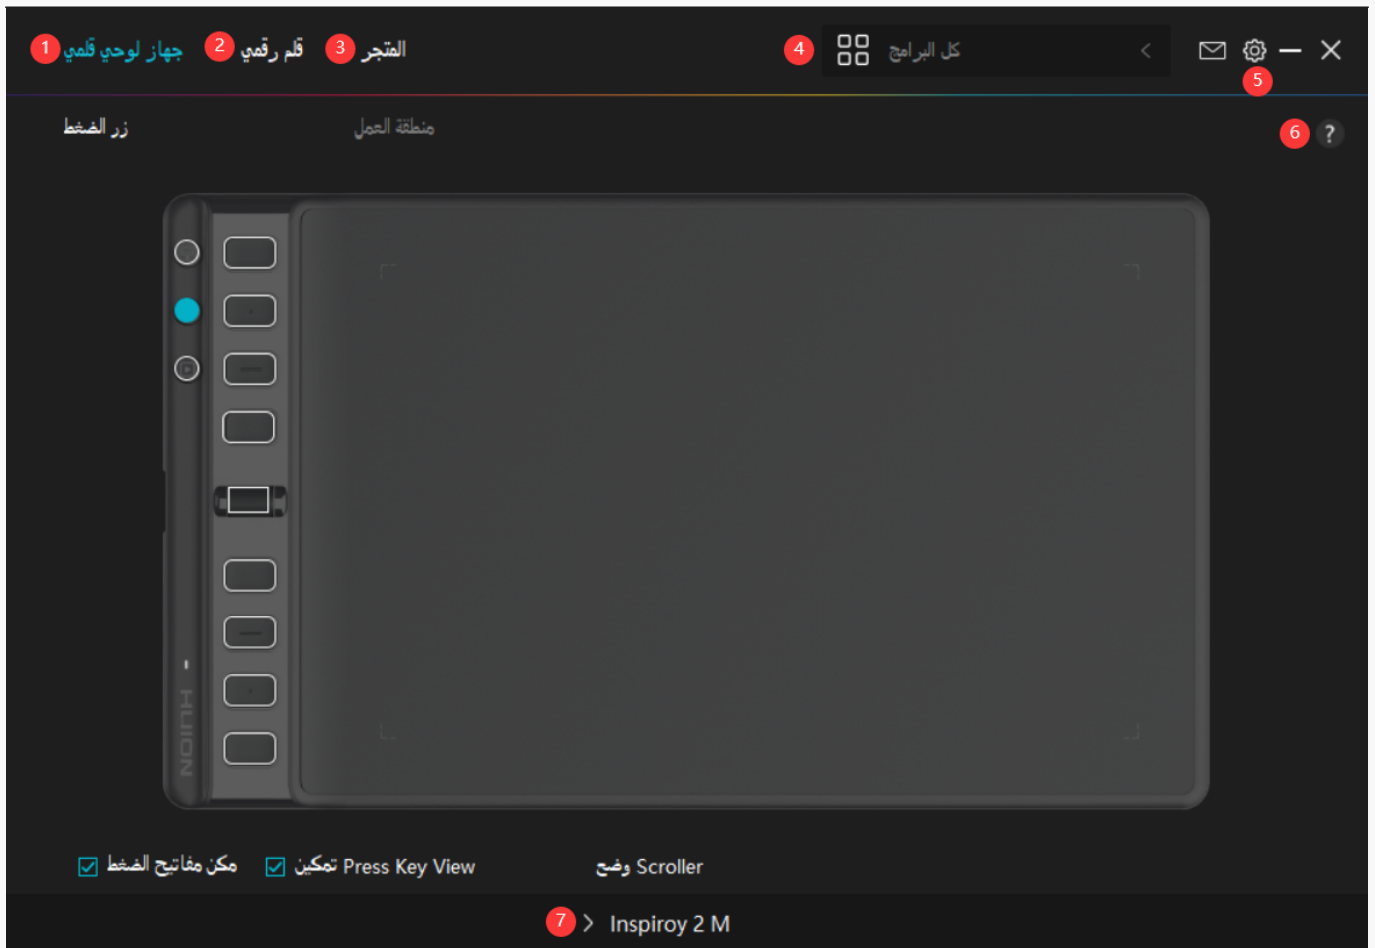 1 جهاز لوحي قلمي
2 قلم رقمي
3 المتجر
4 كل البرامج
5
زر الضغط
منطقة العمل
6 ?
HUION
مكن مفاتيح الضغط
تمكين Press Key View
وضع Scroller
7 > Inspiroy 2 M